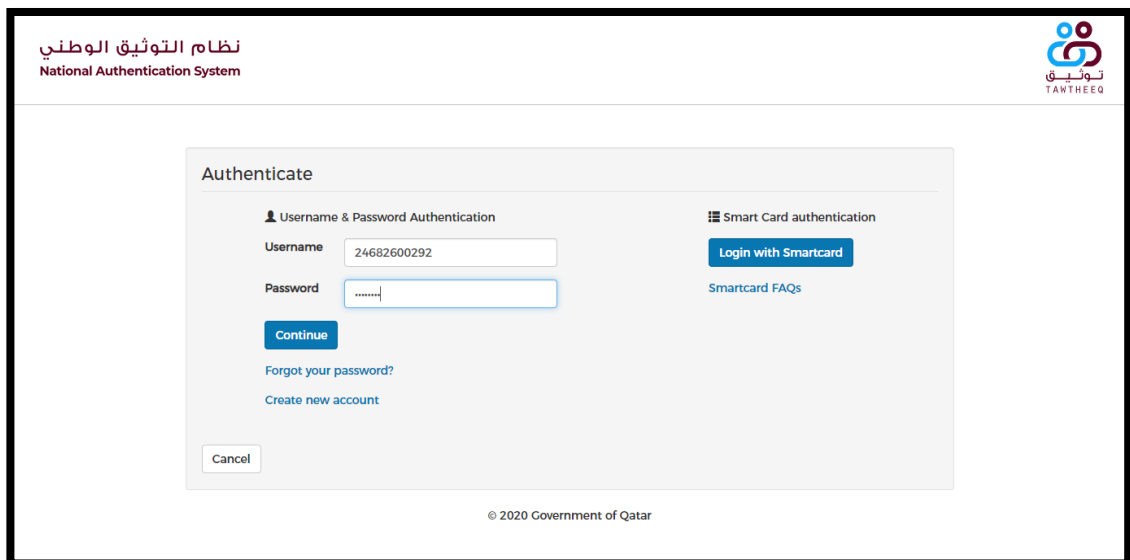 نظام التوثيق الوطني
National Authentication System
تـوثـيـق
TAWTHEEQ
Authenticate
Username & Password Authentication
Username
24682600292
Password
••••••••
Continue
Forgot your password?
Create new account
Smart Card authentication
Login with Smartcard
Smartcard FAQs
Cancel
© 2020 Government of Qatar